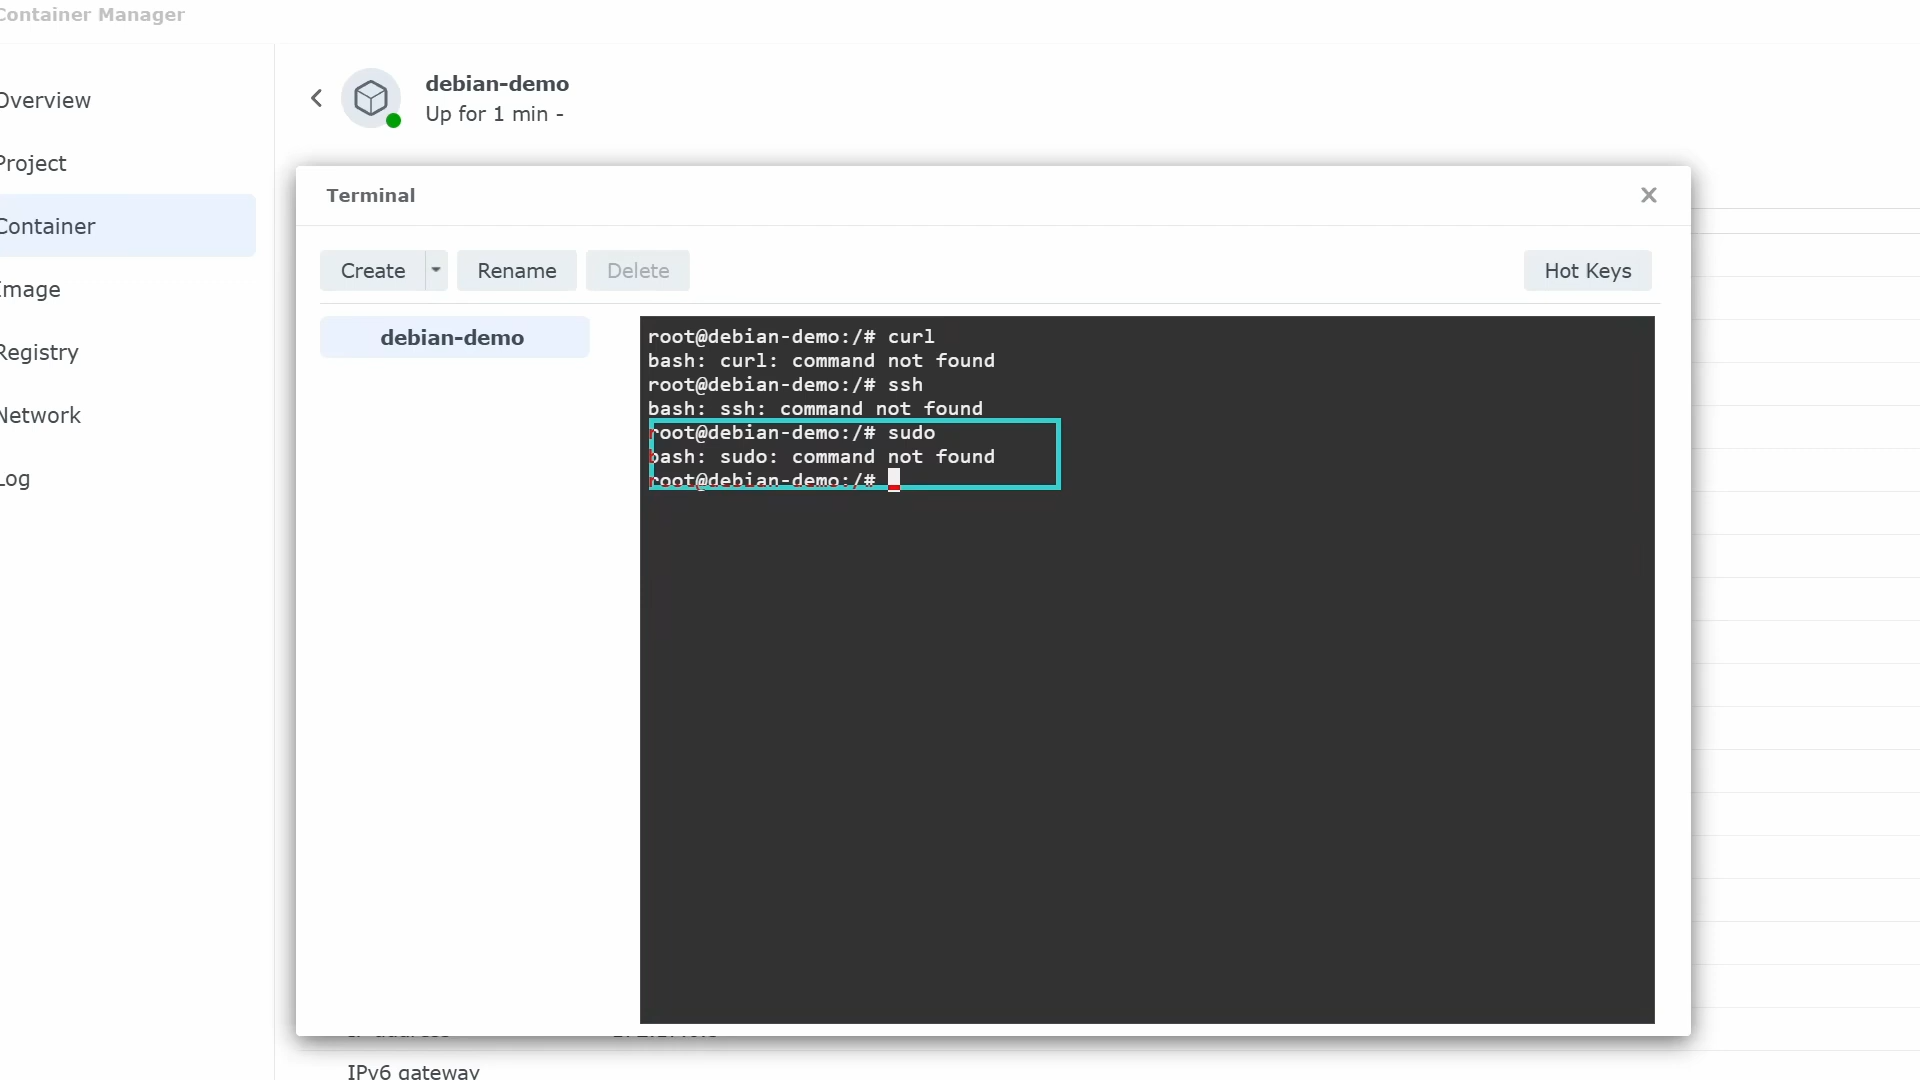 Container Manager
Overview
Project
Container
Image
Registry
Network
Log
debian-demo
Up for 1 min -
Terminal
Create
Rename
Delete
Hot Keys
debian-demo
root@debian-demo:/# curl
bash: curl: command not found
root@debian-demo:/# ssh
bash: ssh: command not found
root@debian-demo:/# sudo
bash: sudo: command not found
root@debian-demo:/#
IPv6 gateway